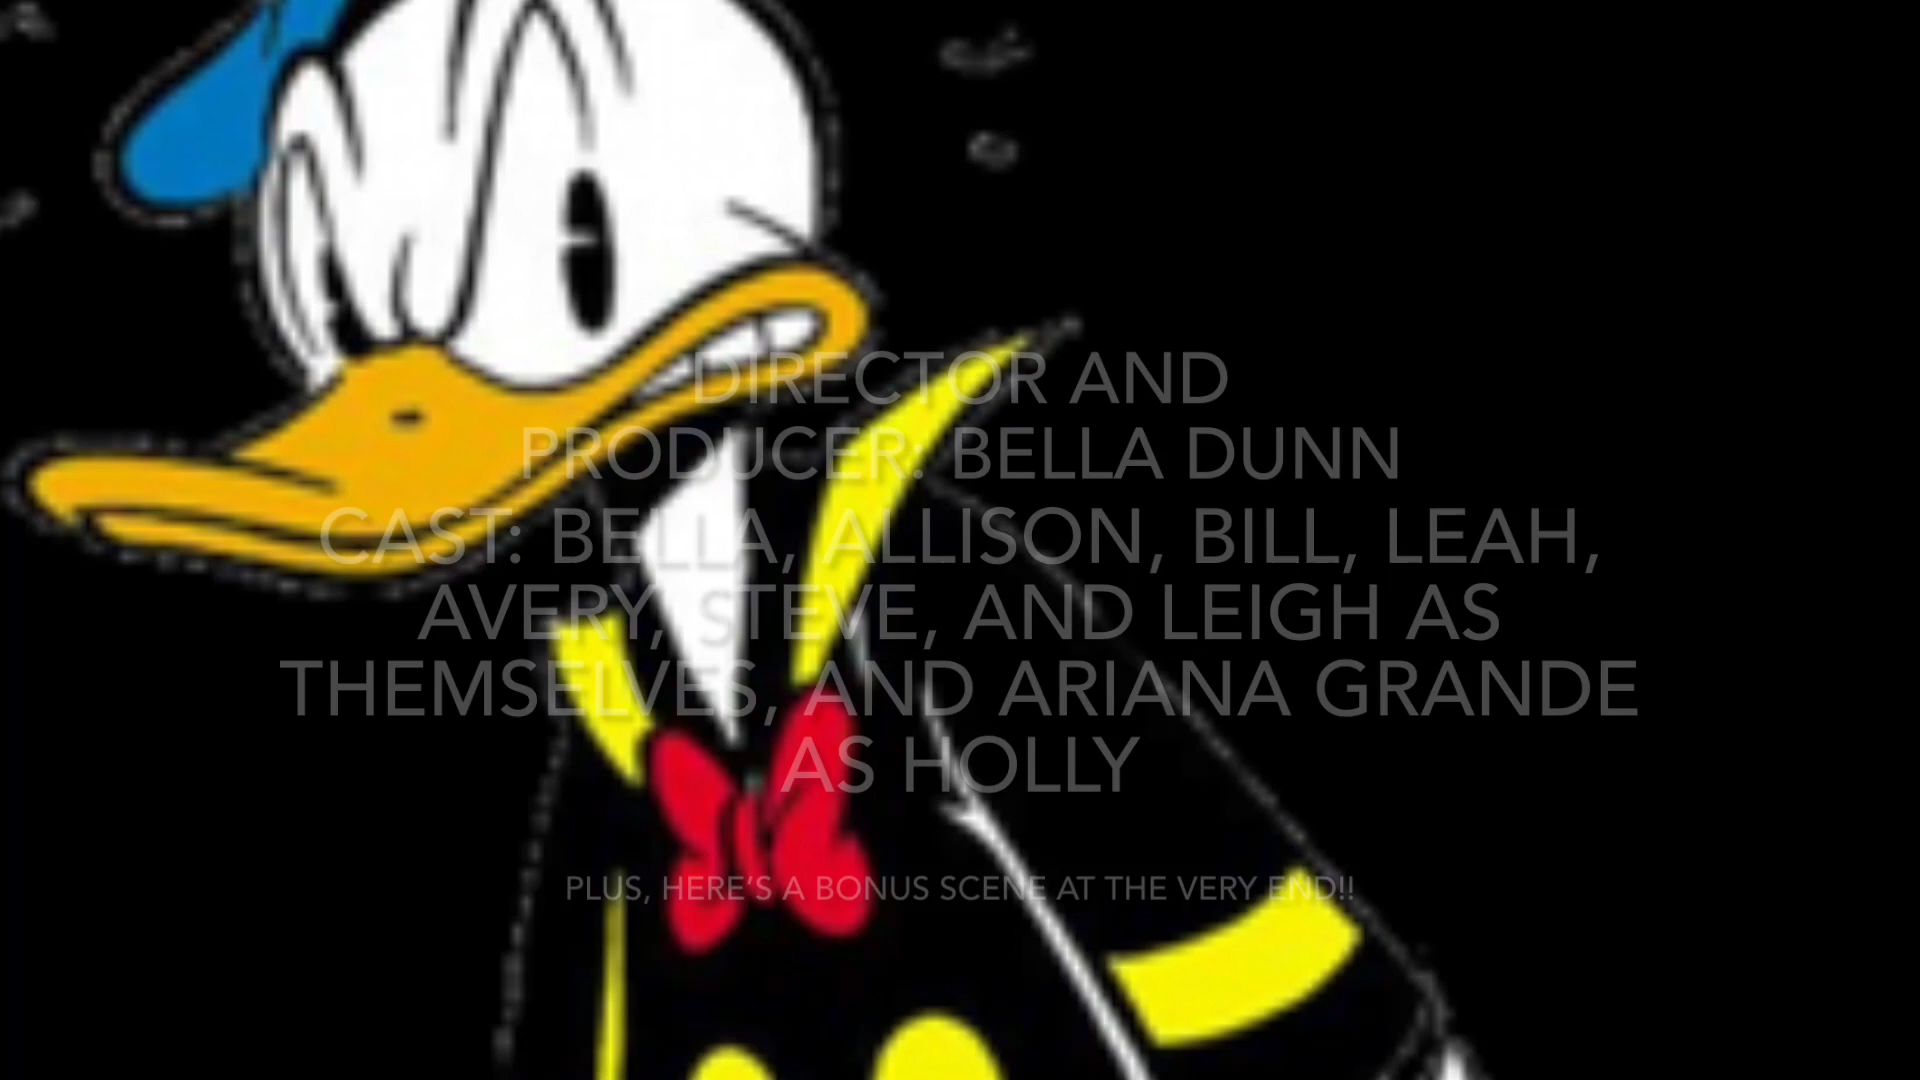 DIRECTOR AND
PRODUCER: BELLA DUNN
CAST: BELLA, ALLISON, BILL, LEAH,
AVERY, STEVE, AND LEIGH AS
THEMSELVES, AND ARIANA GRANDE
AS HOLLY
PLUS, HERE’S A BONUS SCENE AT THE VERY END!!